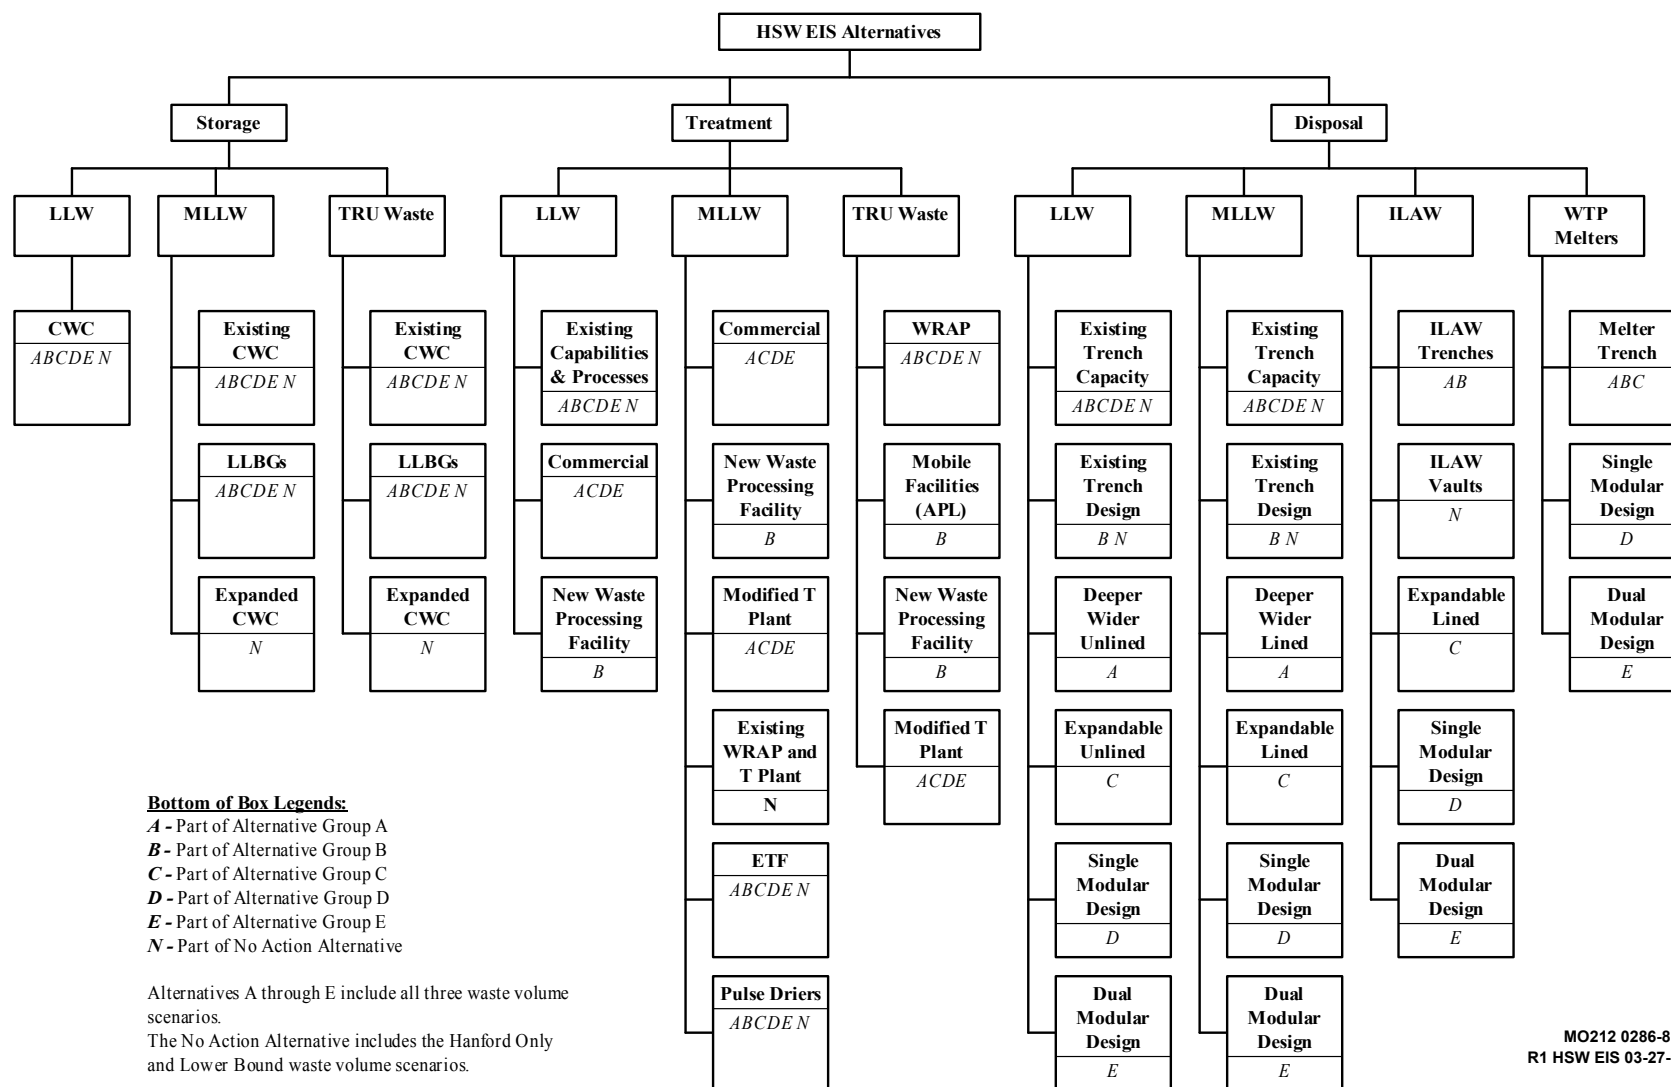 HSW EIS Alternatives
Storage
Treatment
Disposal
LLW
MLLW
TRU Waste
LLW
MLLW
TRU Waste
LLW
MLLW
ILAW
WTP
Melters
CWC
ABCDE N
Existing
CWC
ABCDE N
LLBGs
ABCDE N
Expanded
CWC
N
Existing
CWC
ABCDE N
LLBGs
ABCDE N
Expanded
CWC
N
Existing
Capabilities
& Processes
ABCDE N
Commercial
ACDE
New Waste
Processing
Facility
B
Commercial
ACDE
New Waste
Processing
Facility
B
Modified T
Plant
ACDE
Existing
WRAP and
T Plant
N
ETF
ABCDE N
Pulse Driers
ABCDE N
WRAP
ABCDE N
Mobile
Facilities
(APL)
B
New Waste
Processing
Facility
B
Modified T
Plant
ACDE
Existing
Trench
Capacity
ABCDE N
Existing
Trench
Design
B N
Deeper
Wider
Unlined
A
Expandable
Unlined
C
Single
Modular
Design
D
Dual
Modular
Design
E
Existing
Trench
Capacity
ABCDE N
Existing
Trench
Design
B N
Deeper
Wider
Lined
A
Expandable
Lined
C
Single
Modular
Design
D
Dual
Modular
Design
E
ILAW
Trenches
AB
ILAW
Vaults
N
Expandable
Lined
C
Single
Modular
Design
D
Dual
Modular
Design
E
Melter
Trench
ABC
Single
Modular
Design
D
Dual
Modular
Design
E
Bottom of Box Legends:
A - Part of Alternative Group A
B - Part of Alternative Group B
C - Part of Alternative Group C
D - Part of Alternative Group D
E - Part of Alternative Group E
N - Part of No Action Alternative
Alternatives A through E include all three waste volume
scenarios.
The No Action Alternative includes the Hanford Only
and Lower Bound waste volume scenarios.
MO212 0286-8
R1 HSW EIS 03-27-